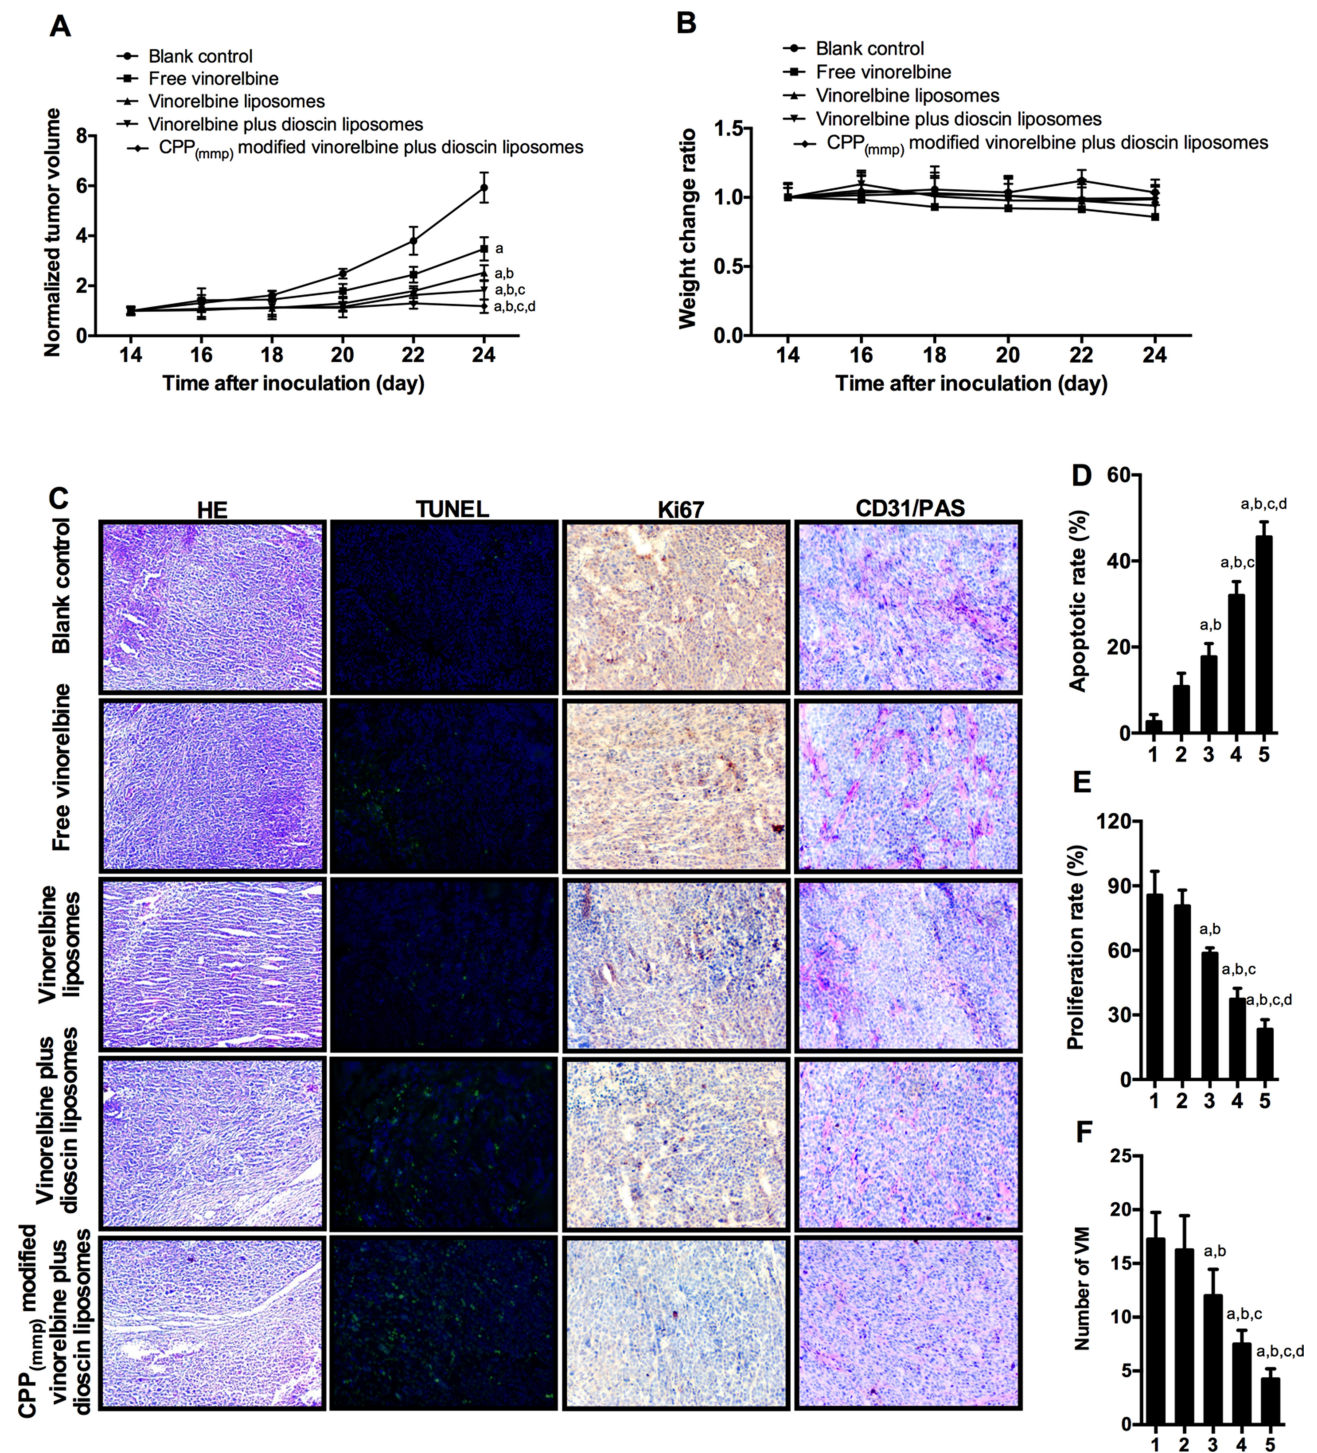 A
Blank control
Free vinorelbine
Vinorelbine liposomes
Vinorelbine plus dioscin liposomes
CPP(mmp) modified vinorelbine plus dioscin liposomes
Normalized tumor volume
8
6
4
2
0
a
a,b
a,b,c
a,b,c,d
14 16 18 20 22 24
Time after inoculation (day)
B
Blank control
Free vinorelbine
Vinorelbine liposomes
Vinorelbine plus dioscin liposomes
CPP(mmp) modified vinorelbine plus dioscin liposomes
Weight change ratio
1.5
1.0
0.5
0.0
14 16 18 20 22 24
Time after inoculation (day)
C
HE TUNEL Ki67 CD31/PAS
Blank control
Free vinorelbine
Vinorelbine
liposomes
Vinorelbine plus
dioscin liposomes
CPP(mmp) modified
vinorelbine plus
dioscin liposomes
D
Apoptotic rate (%)
60
40
20
0
a,b
a,b,c
a,b,c,d
1 2 3 4 5
E
Proliferation rate (%)
120
90
60
30
0
a,b
a,b,c
a,b,c,d
1 2 3 4 5
F
Number of VM
25
20
15
10
5
0
a,b
a,b,c
a,b,c,d
1 2 3 4 5